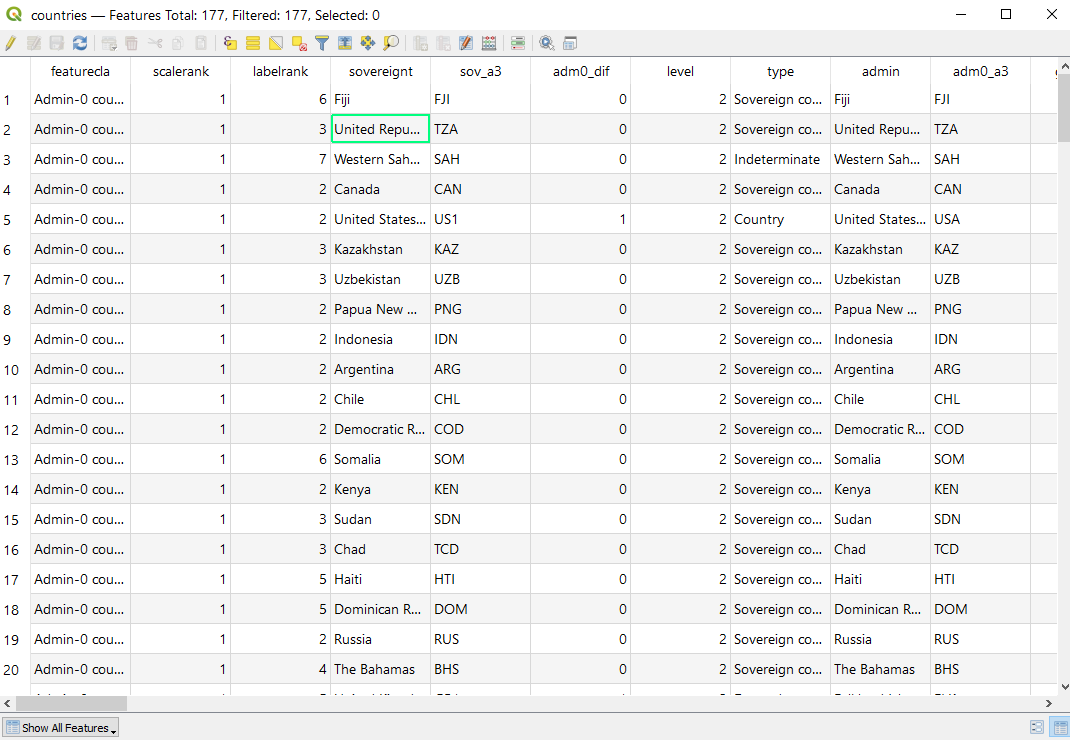 countries — Features Total: 177, Filtered: 177, Selected: 0
featurecla scalerank labelrank sovereignt sov_a3 adm0_dif level type admin adm0_a3
1 Admin-0 cou... 1 6 Fiji FJI 0 2 Sovereign co... Fiji FJI
2 Admin-0 cou... 1 3 United Repu... TZA 0 2 Sovereign co... United Repu... TZA
3 Admin-0 cou... 1 7 Western Sah... SAH 0 2 Indeterminate Western Sah... SAH
4 Admin-0 cou... 1 2 Canada CAN 0 2 Sovereign co... Canada CAN
5 Admin-0 cou... 1 2 United States... US1 1 2 Country United States... USA
6 Admin-0 cou... 1 3 Kazakhstan KAZ 0 2 Sovereign co... Kazakhstan KAZ
7 Admin-0 cou... 1 3 Uzbekistan UZB 0 2 Sovereign co... Uzbekistan UZB
8 Admin-0 cou... 1 2 Papua New ... PNG 0 2 Sovereign co... Papua New ... PNG
9 Admin-0 cou... 1 2 Indonesia IDN 0 2 Sovereign co... Indonesia IDN
10 Admin-0 cou... 1 2 Argentina ARG 0 2 Sovereign co... Argentina ARG
11 Admin-0 cou... 1 2 Chile CHL 0 2 Sovereign co... Chile CHL
12 Admin-0 cou... 1 2 Democratic R... COD 0 2 Sovereign co... Democratic R... COD
13 Admin-0 cou... 1 6 Somalia SOM 0 2 Sovereign co... Somalia SOM
14 Admin-0 cou... 1 2 Kenya KEN 0 2 Sovereign co... Kenya KEN
15 Admin-0 cou... 1 3 Sudan SDN 0 2 Sovereign co... Sudan SDN
16 Admin-0 cou... 1 3 Chad TCD 0 2 Sovereign co... Chad TCD
17 Admin-0 cou... 1 5 Haiti HTI 0 2 Sovereign co... Haiti HTI
18 Admin-0 cou... 1 5 Dominican R... DOM 0 2 Sovereign co... Dominican R... DOM
19 Admin-0 cou... 1 2 Russia RUS 0 2 Sovereign co... Russia RUS
20 Admin-0 cou... 1 4 The Bahamas BHS 0 2 Sovereign co... The Bahamas BHS
Show All Features